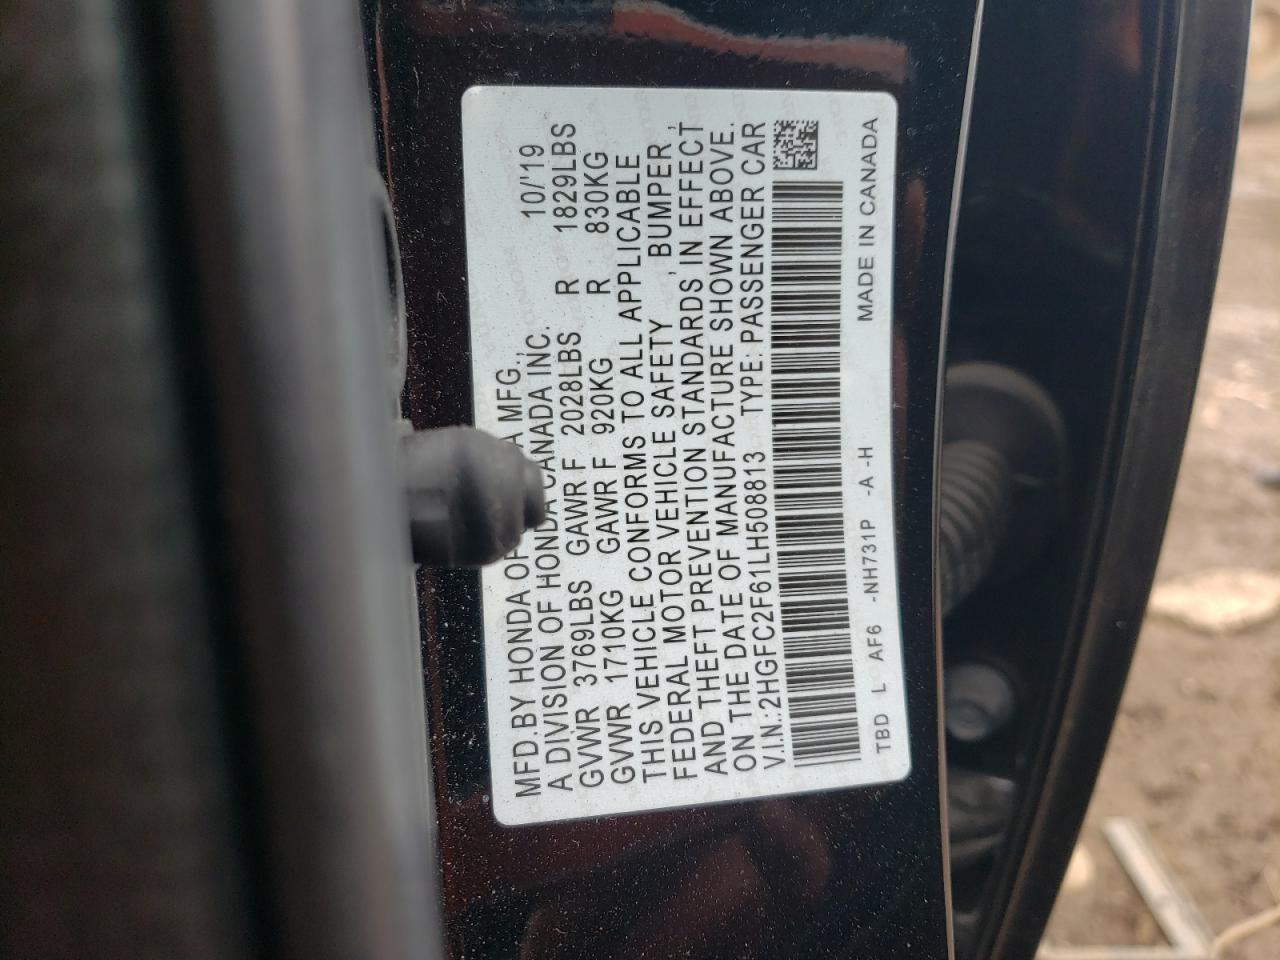 MFD.BY HONDA OF A MFG.,
A DIVISION OF HONDA CANADA INC. 10/'19
GVWR 3769LBS GAWR F 2028LBS R 1829LBS
GVWR 1710KG GAWR F 920KG R 830KG
THIS VEHICLE CONFORMS TO ALL APPLICABLE
FEDERAL MOTOR VEHICLE SAFETY , BUMPER ,
AND THEFT PREVENTION STANDARDS IN EFFECT
ON THE DATE OF MANUFACTURE SHOWN ABOVE.
V.I.N.:2HGFC2F61LH508813 TYPE: PASSENGER CAR
TBD L AF6 -NH731P -A -H MADE IN CANADA